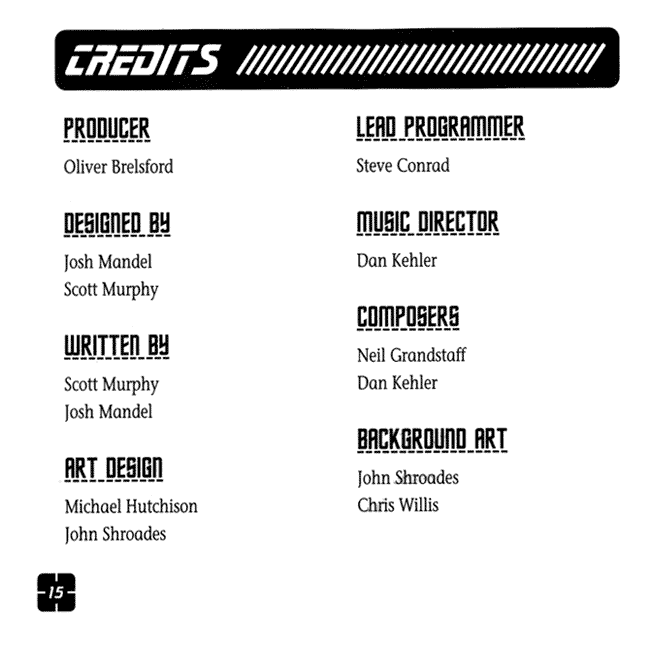 CREDITS
PRODUCER
Oliver Brelsford
DESIGNED BY
Josh Mandel
Scott Murphy
WRITTEN BY
Scott Murphy
Josh Mandel
ART DESIGN
Michael Hutchison
John Shroades
LEAD PROGRAMMER
Steve Conrad
MUSIC DIRECTOR
Dan Kehler
COMPOSERS
Neil Grandstaff
Dan Kehler
BACKGROUND ART
John Shroades
Chris Willis
15